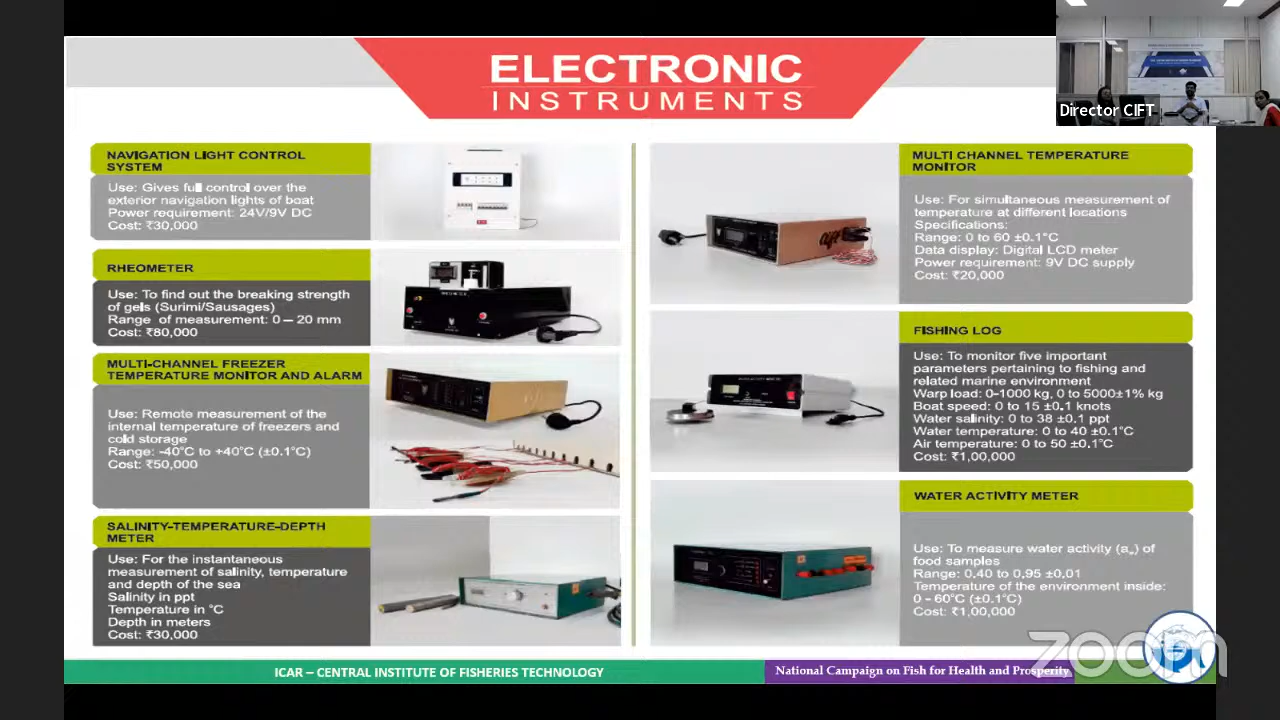 ELECTRONIC
INSTRUMENTS
Director CIFT
NAVIGATION LIGHT CONTROL
SYSTEM
Use: Gives full control over the
exterior navigation lights of boat
Power requirement: 24V/9V DC
Cost: ₹30,000
RHEOMETER
Use: To find out the breaking strength
of gels (Surimi/Sausages)
Range of measurement: 0 – 20 mm
Cost: ₹80,000
MULTI-CHANNEL FREEZER
TEMPERATURE MONITOR AND ALARM
Use: Remote measurement of the
internal temperature of freezers and
cold storage
Range: -40°C to +40°C (±0.1°C)
Cost: ₹50,000
SALINITY-TEMPERATURE-DEPTH
METER
Use: For the instantaneous
measurement of salinity, temperature
and depth of the sea
Salinity in ppt
Temperature in °C
Depth in meters
Cost: ₹30,000
MULTI CHANNEL TEMPERATURE
MONITOR
Use: For simultaneous measurement of
temperature at different locations
Specifications:
Range: 0 to 60 ±0.1°C
Data display: Digital LCD meter
Power requirement: 9V DC supply
Cost: ₹20,000
FISHING LOG
Use: To monitor five important
parameters pertaining to fishing and
related marine environment
Warp load: 0-1000 kg, 0 to 5000±1% kg
Boat speed: 0 to 15 ±0.1 knots
Water salinity: 0 to 38 ±0.1 ppt
Water temperature: 0 to 40 ±0.1°C
Air temperature: 0 to 50 ±0.1°C
Cost: ₹1,00,000
WATER ACTIVITY METER
Use: To measure water activity (aw) of
food samples
Range: 0.40 to 0.95 ±0.01
Temperature of the environment inside:
0 - 60°C (±0.1°C)
Cost: ₹1,00,000
ICAR – CENTRAL INSTITUTE OF FISHERIES TECHNOLOGY
National Campaign on Fish for Health and Prosperity
zoom